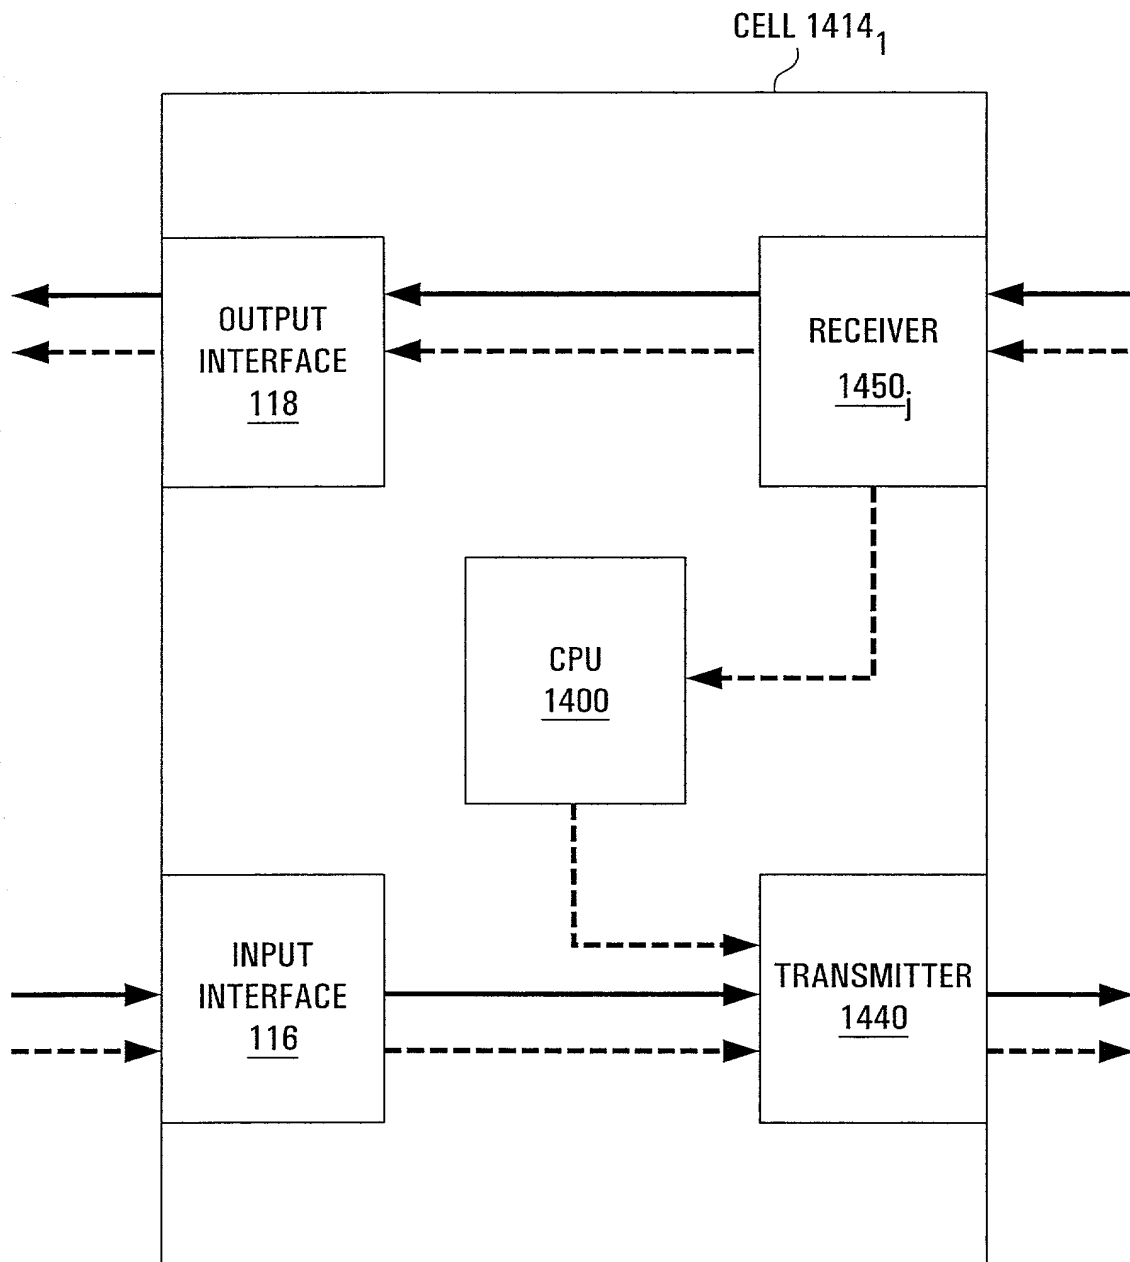 CELL 1414₁
OUTPUT
INTERFACE
118
RECEIVER
1450ⱼ
CPU
1400
INPUT
INTERFACE
116
TRANSMITTER
1440